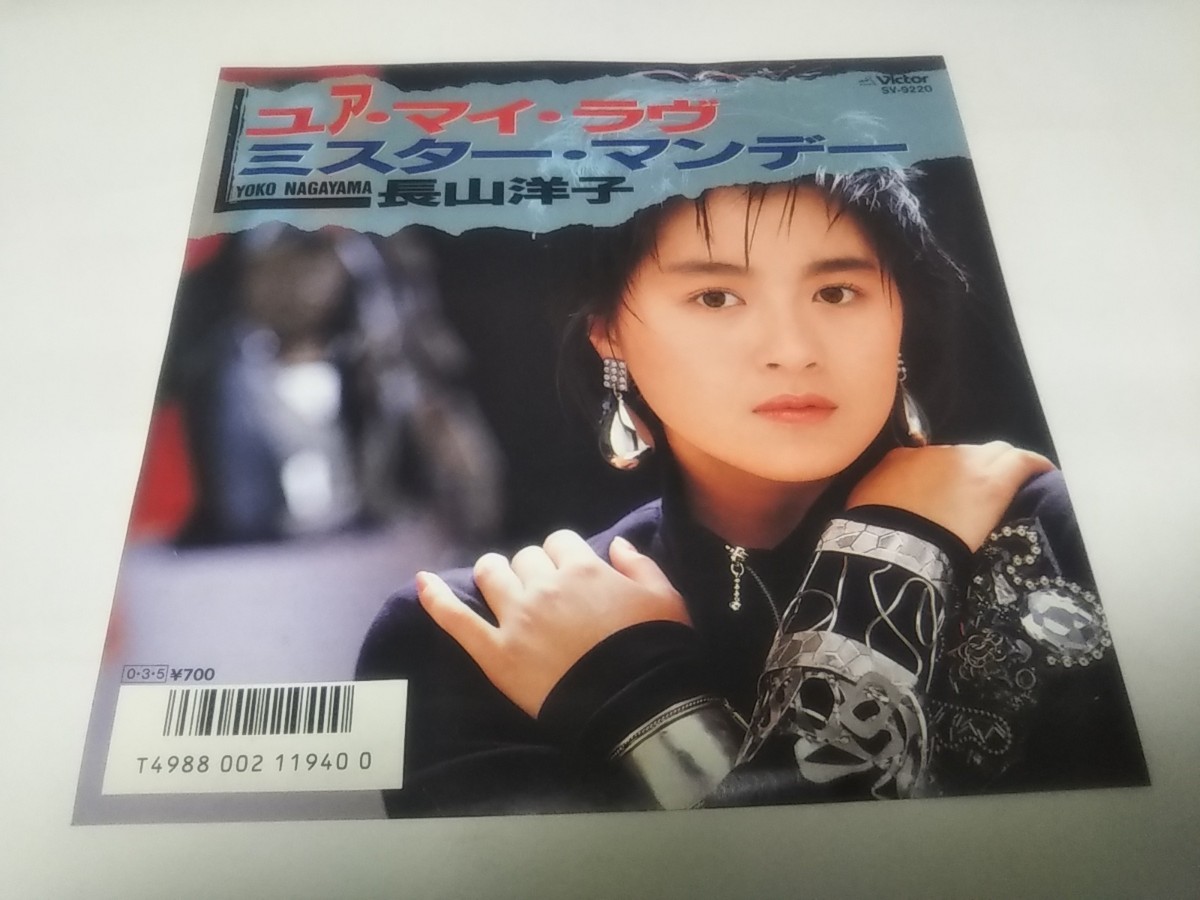 Victor
SV-9220
ユア・マイ・ラヴ
ミスター・マンデー
YOKO NAGAYAMA 長山洋子
0・3・5 ¥700
T4988 002 11940 0